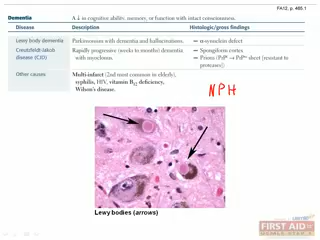 FA12, p. 465.1
Dementia
A ↓ in cognitive ability, memory, or function with intact consciousness.
DISEASE DESCRIPTION HISTOLOGIC/GROSS FINDINGS
Lewy body dementia Parkinsonism with dementia and hallucinations. — α-synuclein defect
Creutzfeldt-Jakob disease (CJD) Rapidly progressive (weeks to months) dementia with myoclonus. — Spongiform cortex
— Prions (PrPᶜ → PrPˢᶜ sheet [resistant to proteases])
Other causes Multi-infarct (2nd most common in elderly), syphilis, HIV, vitamin B₁₂ deficiency, Wilson's disease.
NPH
Lewy bodies (arrows)
FIRST AID